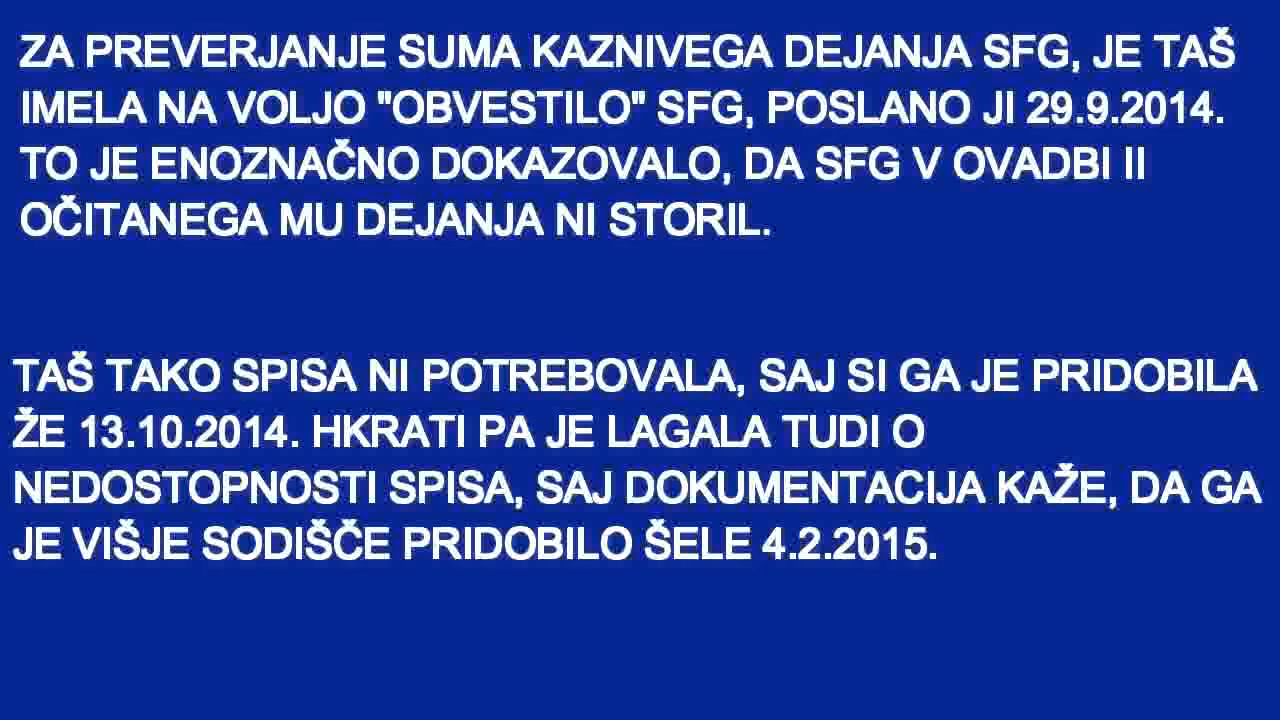 ZA PREVERJANJE SUMA KAZNIVEGA DEJANJA SFG, JE TAŠ
IMELA NA VOLJO "OBVESTILO" SFG, POSLANO JI 29.9.2014.
TO JE ENOZNAČNO DOKAZOVALO, DA SFG V OVADBI II
OČITANEGA MU DEJANJA NI STORIL.
TAŠ TAKO SPISA NI POTREBOVALA, SAJ SI GA JE PRIDOBILA
ŽE 13.10.2014. HKRATI PA JE LAGALA TUDI O
NEDOSTOPNOSTI SPISA, SAJ DOKUMENTACIJA KAŽE, DA GA
JE VIŠJE SODIŠČE PRIDOBILO ŠELE 4.2.2015.